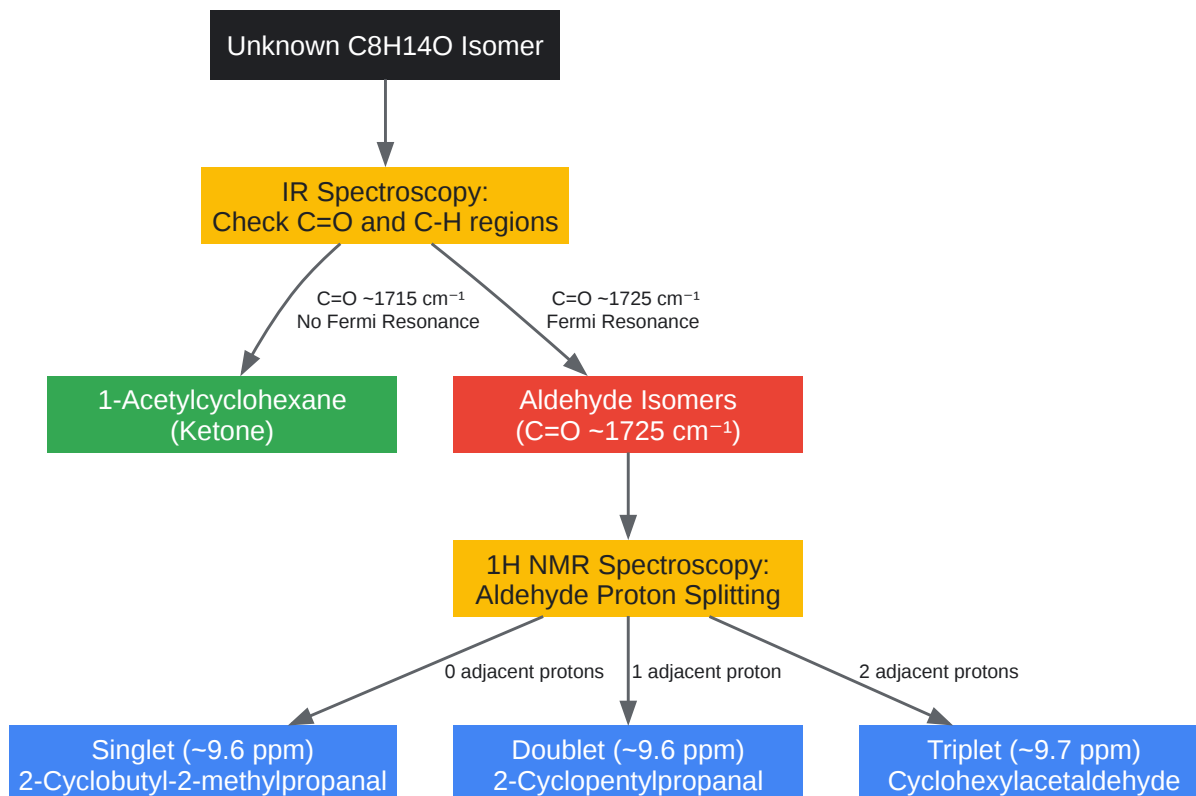 Unknown C8H14O Isomer
IR Spectroscopy:
Check C=O and C-H regions
C=O ~1715 cm⁻¹
No Fermi Resonance
C=O ~1725 cm⁻¹
Fermi Resonance
1-Acetylcyclohexane
(Ketone)
Aldehyde Isomers
(C=O ~1725 cm⁻¹)
1H NMR Spectroscopy:
Aldehyde Proton Splitting
0 adjacent protons
1 adjacent proton
2 adjacent protons
Singlet (~9.6 ppm)
2-Cyclobutyl-2-methylpropanal
Doublet (~9.6 ppm)
2-Cyclopentylpropanal
Triplet (~9.7 ppm)
Cyclohexylacetaldehyde